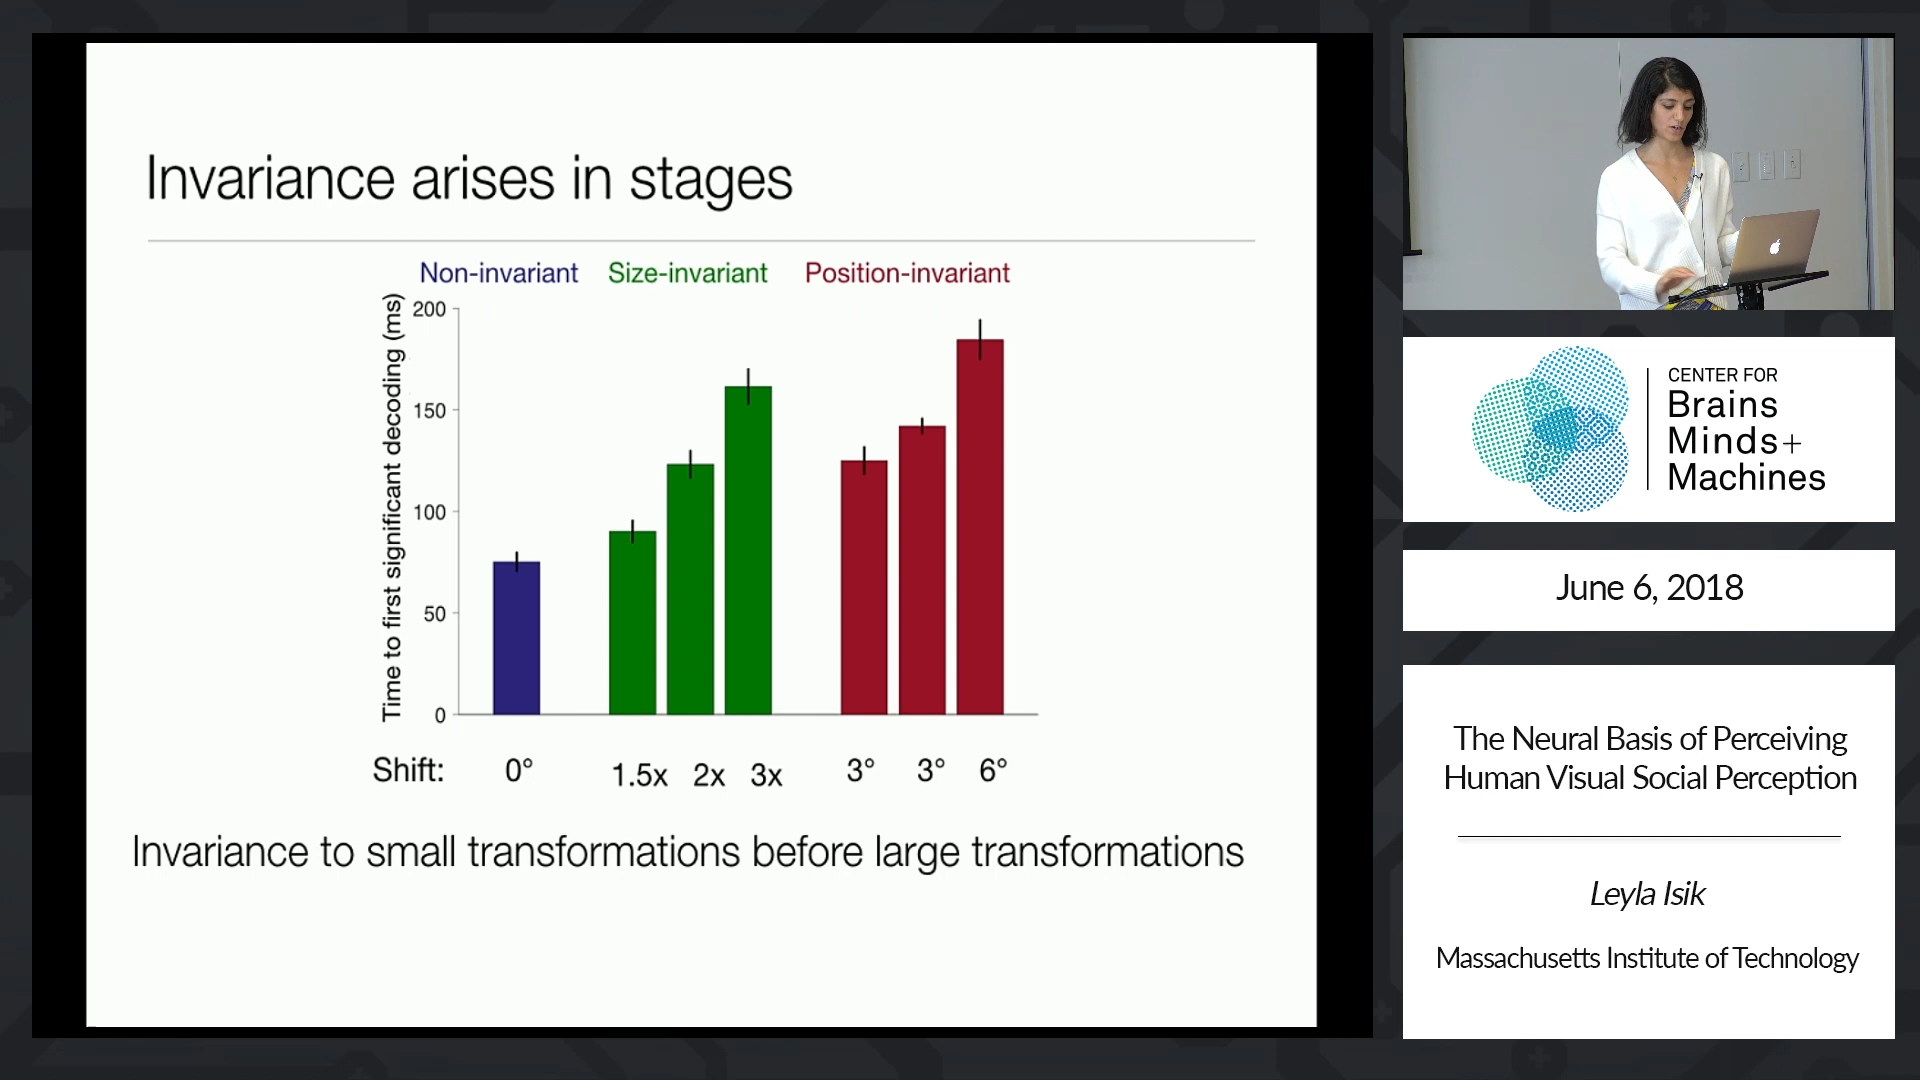 Invariance arises in stages
Non-invariant Size-invariant Position-invariant
Time to first significant decoding (ms)
200
150
100
50
0
Shift: 0° 1.5x 2x 3x 3° 3° 6°
Invariance to small transformations before large transformations
CENTER FOR
Brains
Minds+
Machines
June 6, 2018
The Neural Basis of Perceiving
Human Visual Social Perception
Leyla Isik
Massachusetts Institute of Technology